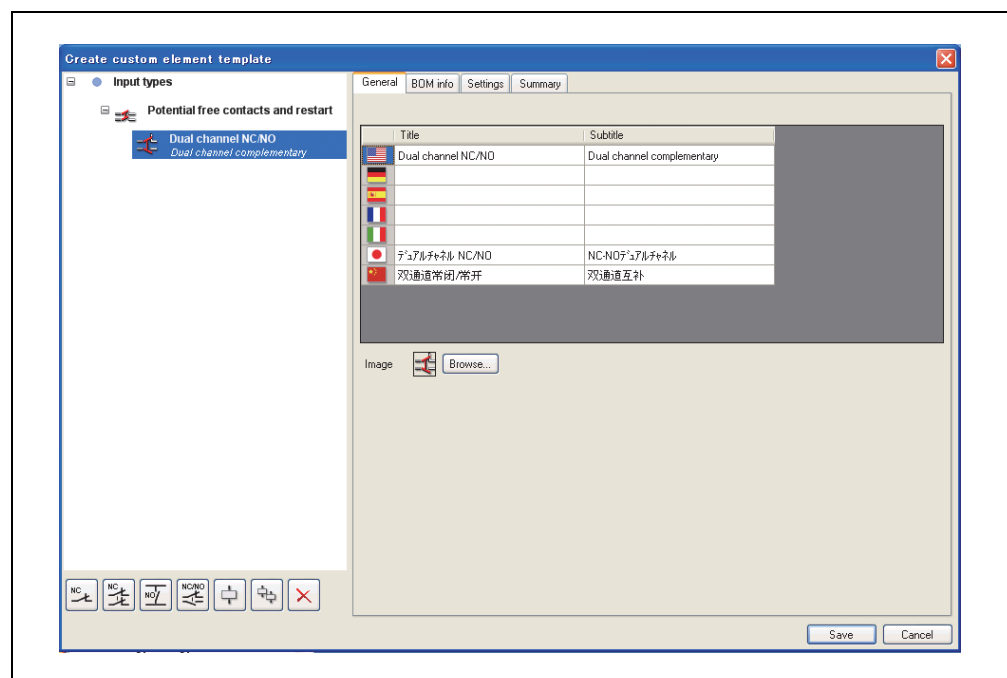 Create custom element template
Input types
Potential free contacts and restart
Dual channel NC/NO
Dual channel complementary
General BOM info Settings Summary
Title Subtitle
Dual channel NC/NO Dual channel complementary
ﾃﾞｭｱﾙﾁｬﾈﾙ NC/NO NC-NOﾃﾞｭｱﾙﾁｬﾈﾙ
双通道常闭/常开 双通道互补
Image Browse...
NC NC NO NC/NO
Save Cancel